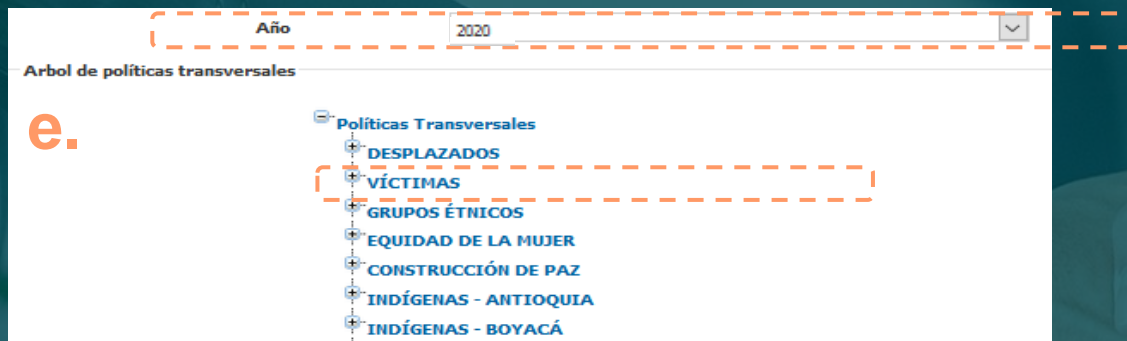 Año 2020
Arbol de políticas transversales
e.
Políticas Transversales
DESPLAZADOS
VÍCTIMAS
GRUPOS ÉTNICOS
EQUIDAD DE LA MUJER
CONSTRUCCIÓN DE PAZ
INDÍGENAS - ANTIOQUIA
INDÍGENAS - BOYACÁ